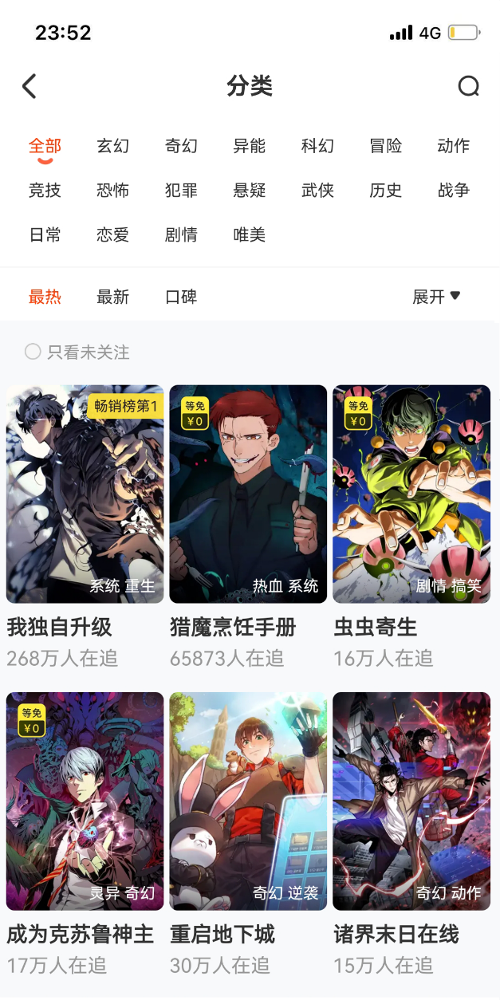 23:52
4G
分类
全部 玄幻 奇幻 异能 科幻 冒险 动作
竞技 恐怖 犯罪 悬疑 武侠 历史 战争
日常 恋爱 剧情 唯美
最热 最新 口碑 展开
只看未关注
畅销榜第1
系统 重生
等免
¥0
热血 系统
等免
¥0
剧情 搞笑
我独自升级 猎魔烹饪手册 虫虫寄生
268万人在追 65873人在追 16万人在追
等免
¥0
灵异 奇幻
奇幻 逆袭
奇幻 动作
成为克苏鲁神主 重启地下城 诸界末日在线
17万人在追 30万人在追 15万人在追